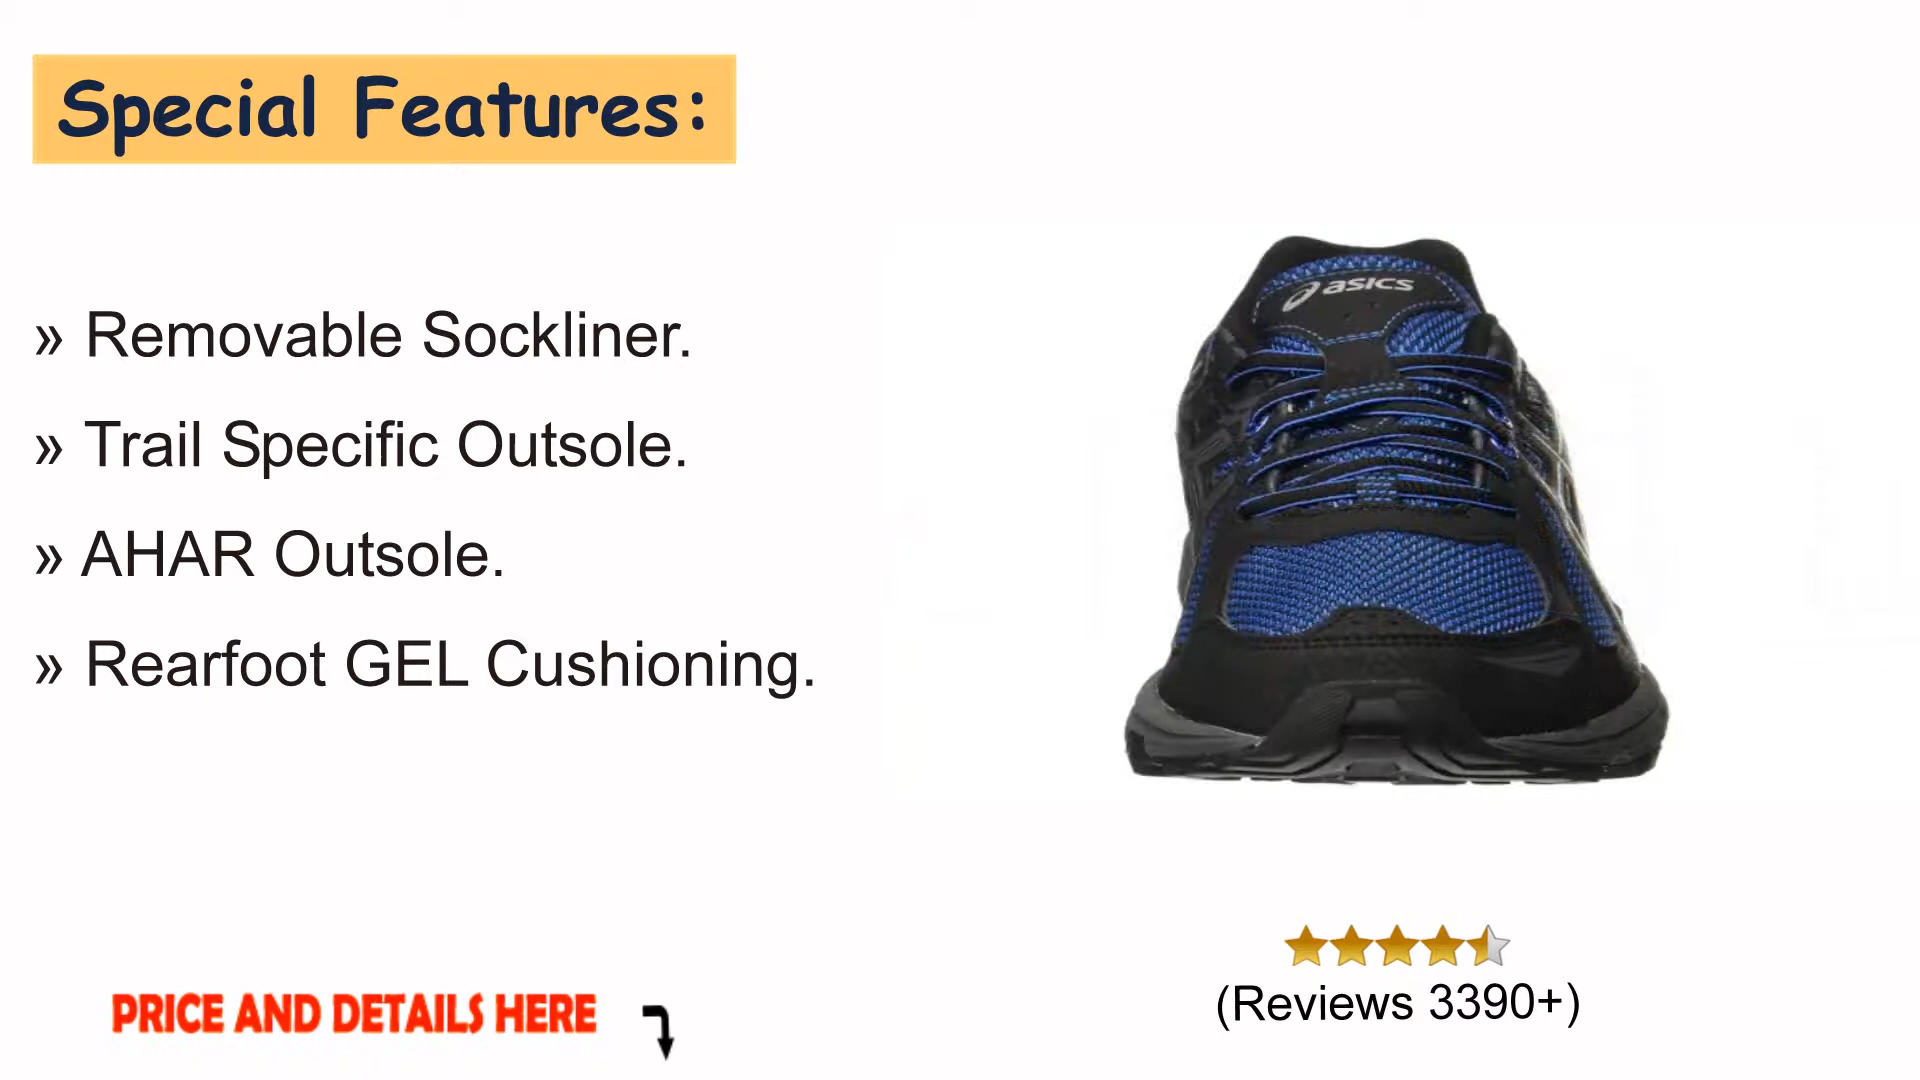 Special Features:
» Removable Sockliner.
» Trail Specific Outsole.
» AHAR Outsole.
» Rearfoot GEL Cushioning.
asics
(Reviews 3390+)
PRICE AND DETAILS HERE